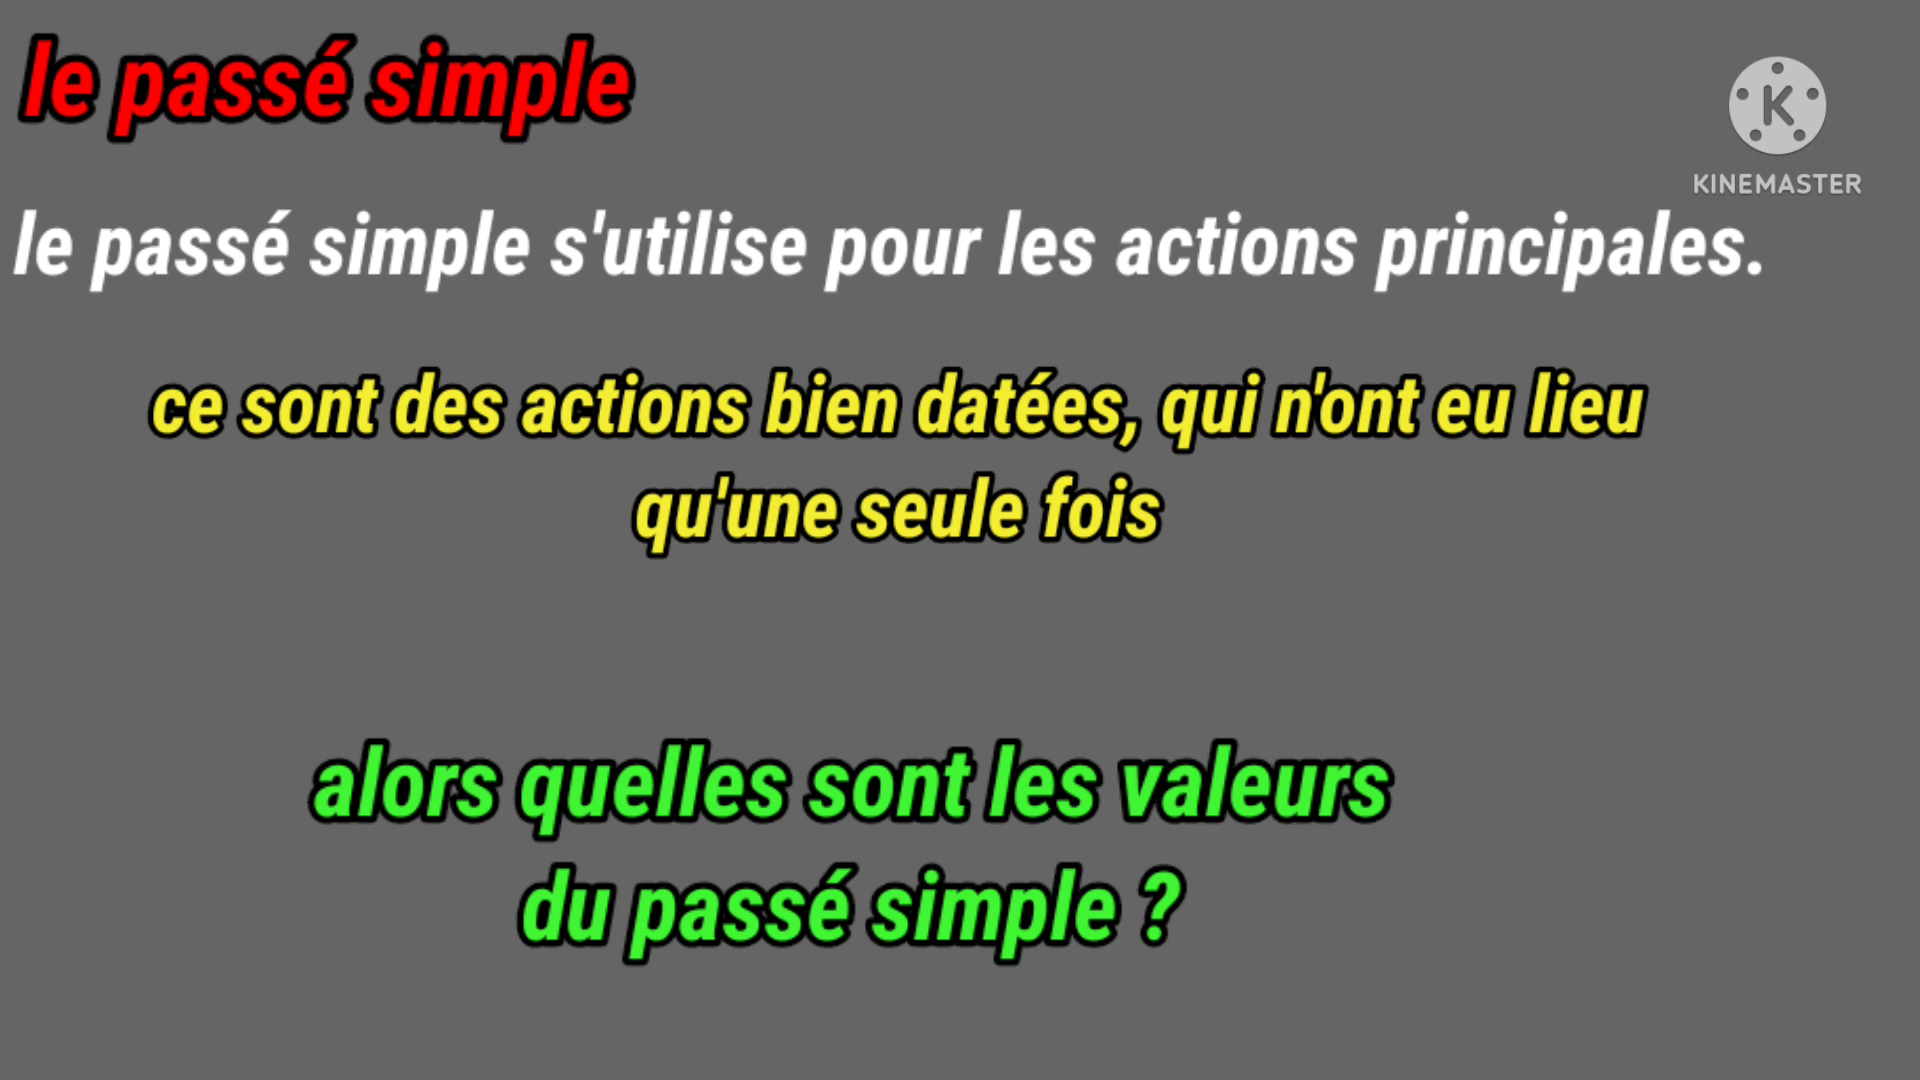 le passé simple
K
KINEMASTER
le passé simple s'utilise pour les actions principales.
ce sont des actions bien datées, qui n'ont eu lieu
qu'une seule fois
alors quelles sont les valeurs
du passé simple ?